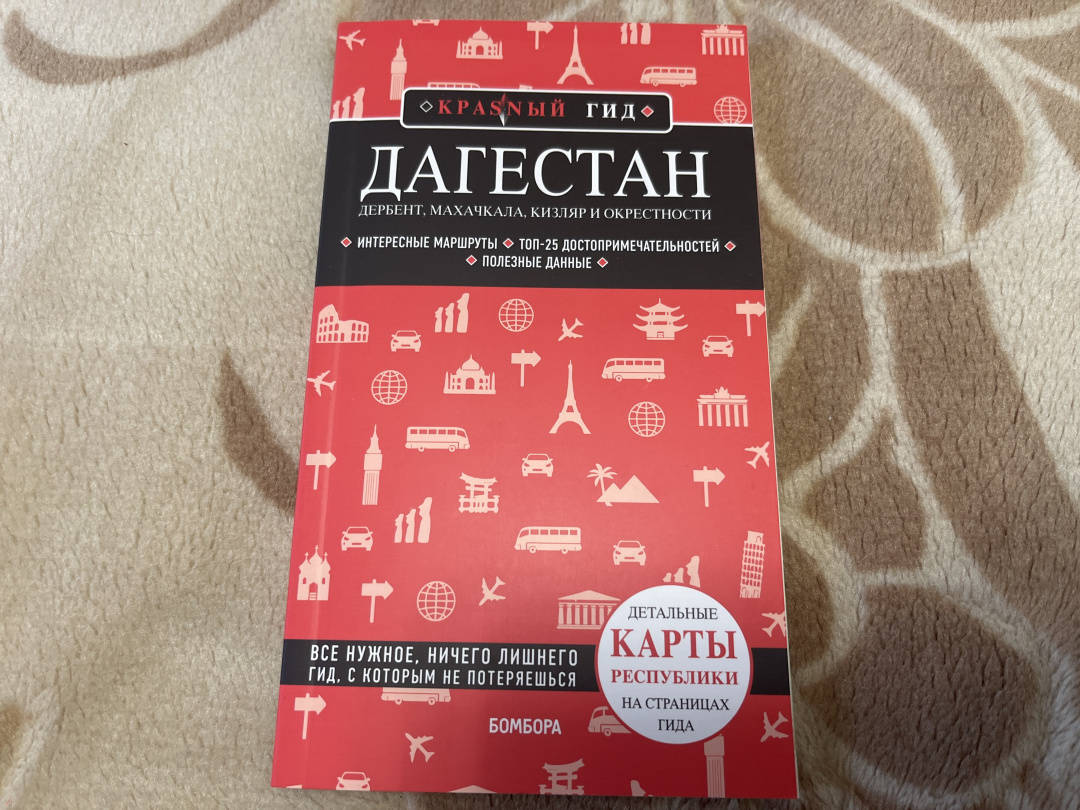 КРАSNЫЙ ГИД
ДАГЕСТАН
ДЕРБЕНТ, МАХАЧКАЛА, КИЗЛЯР И ОКРЕСТНОСТИ
ИНТЕРЕСНЫЕ МАРШРУТЫ ТОП-25 ДОСТОПРИМЕЧАТЕЛЬНОСТЕЙ
ПОЛЕЗНЫЕ ДАННЫЕ
ВСЕ НУЖНОЕ, НИЧЕГО ЛИШНЕГО
ГИД, С КОТОРЫМ НЕ ПОТЕРЯЕШЬСЯ
ДЕТАЛЬНЫЕ
КАРТЫ
РЕСПУБЛИКИ
НА СТРАНИЦАХ
ГИДА
БОМБОРА